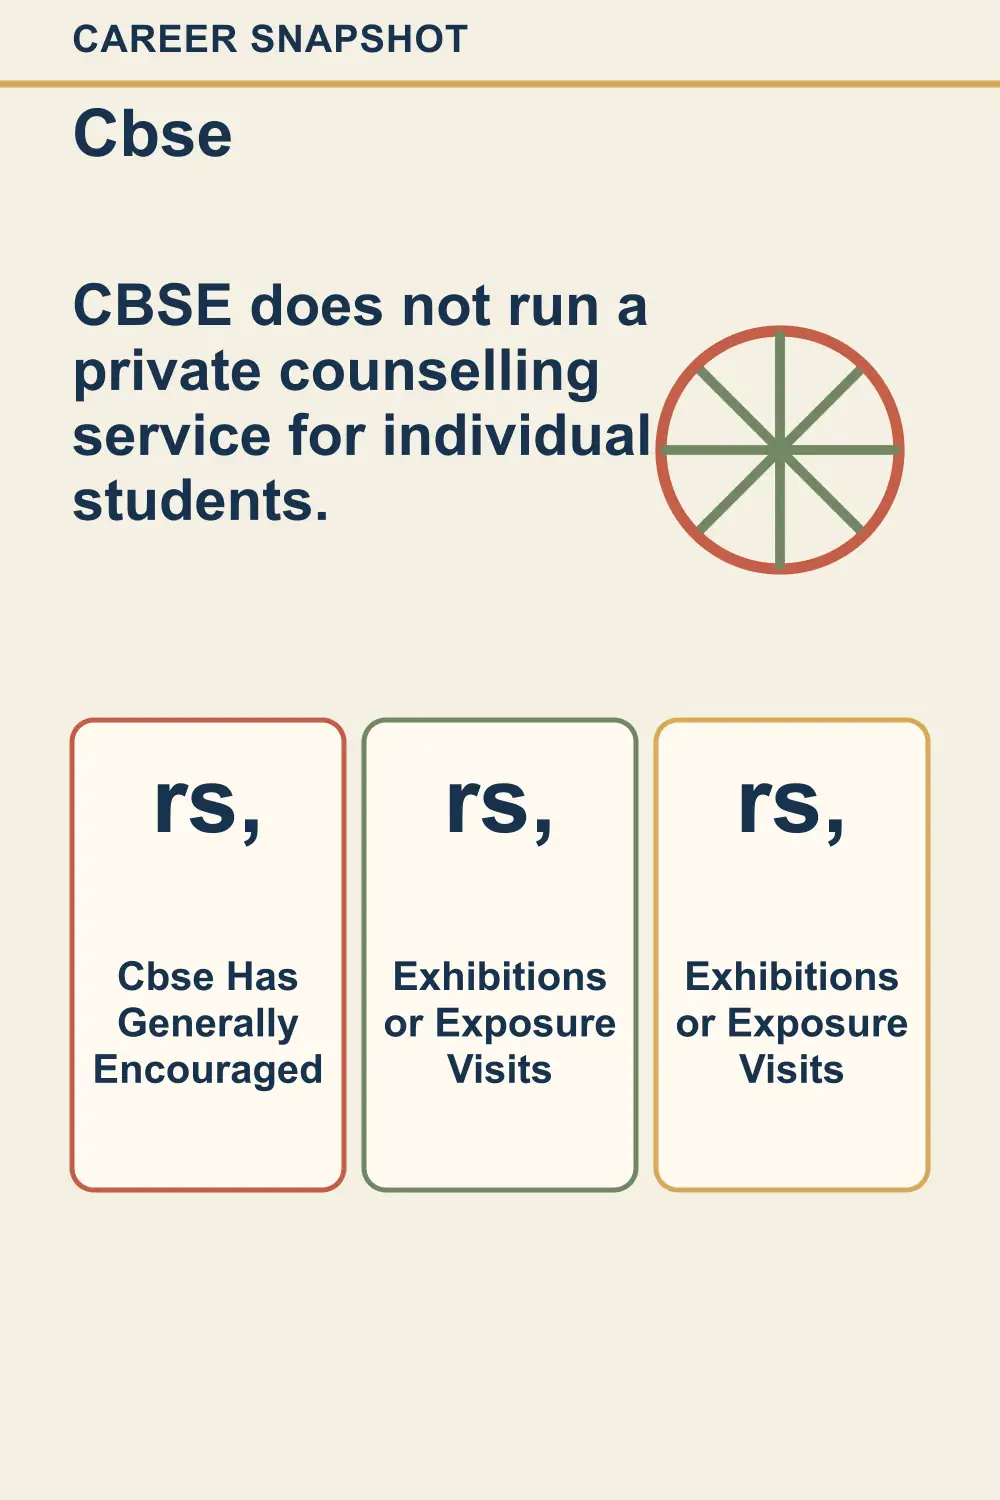 CAREER SNAPSHOT
Cbse
CBSE does not run a
private counselling
service for individual
students.
rs,
Cbse Has
Generally
Encouraged
rs,
Exhibitions
or Exposure
Visits
rs,
Exhibitions
or Exposure
Visits